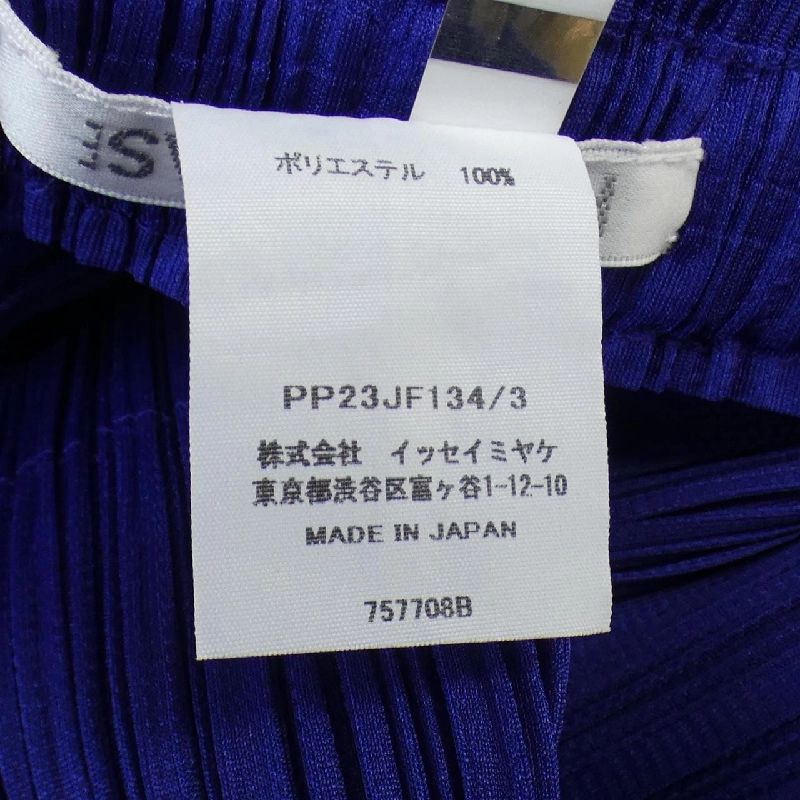 ポリエステル 100%
PP23JF134/3
株式会社 イッセイミヤケ
東京都渋谷区富ヶ谷1-12-10
MADE IN JAPAN
757708B